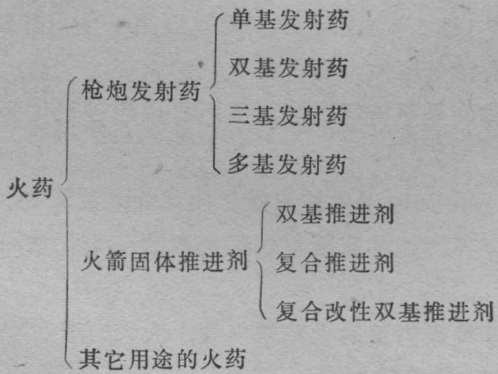 单基发射药
双基发射药
枪炮发射药
三基发射药
多基发射药
火药
双基推进剂
火箭固体推进剂
复合推进剂
复合改性双基推进剂
其它用途的火药